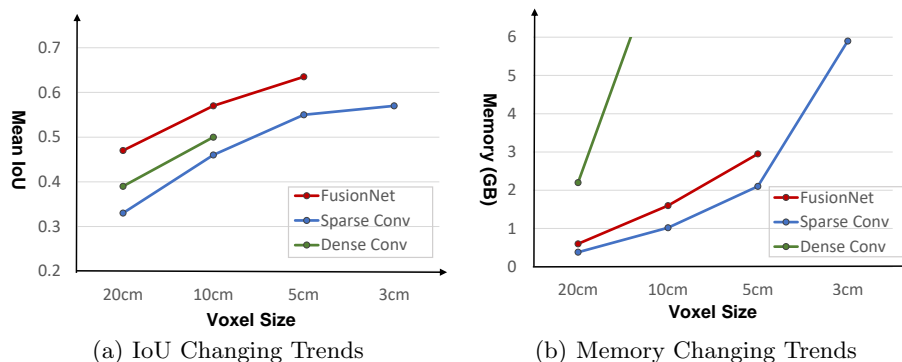 0.7
0.6
0.5
0.4
0.3
0.2
Mean IoU
FusionNet
Sparse Conv
Dense Conv
20cm 10cm 5cm 3cm
Voxel Size
(a) IoU Changing Trends
6
5
4
3
2
1
0
Memory (GB)
FusionNet
Sparse Conv
Dense Conv
20cm 10cm 5cm 3cm
Voxel Size
(b) Memory Changing Trends